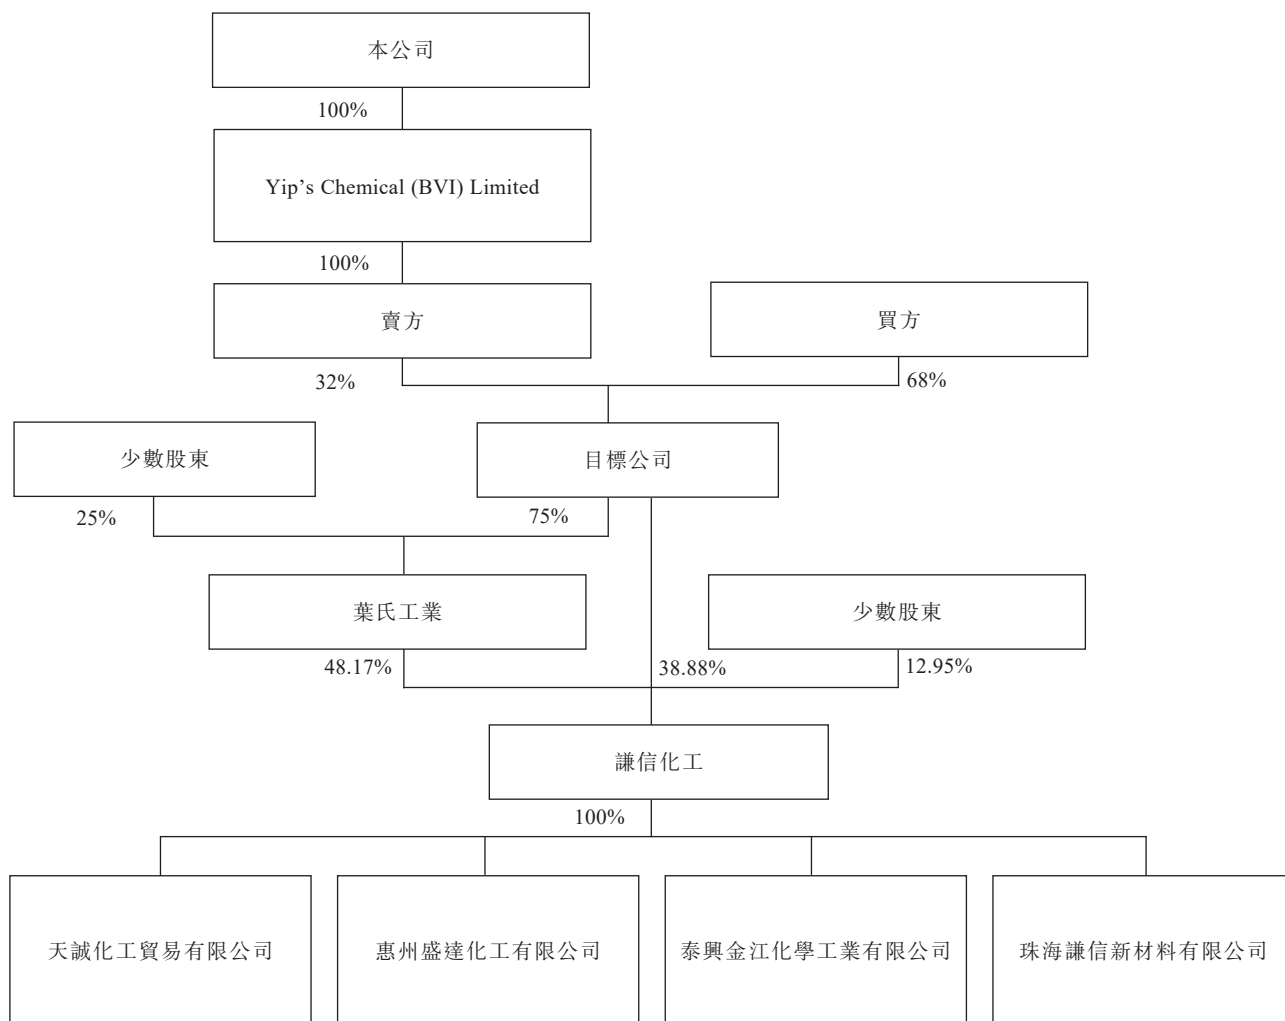 本公司
100%
Yip’s Chemical (BVI) Limited
100%
賣方
買方
32%
68%
少數股東
目標公司
25%
75%
葉氏工業
少數股東
48.17%
38.88%
12.95%
謙信化工
100%
天誠化工貿易有限公司
惠州盛達化工有限公司
泰興金江化學工業有限公司
珠海謙信新材料有限公司